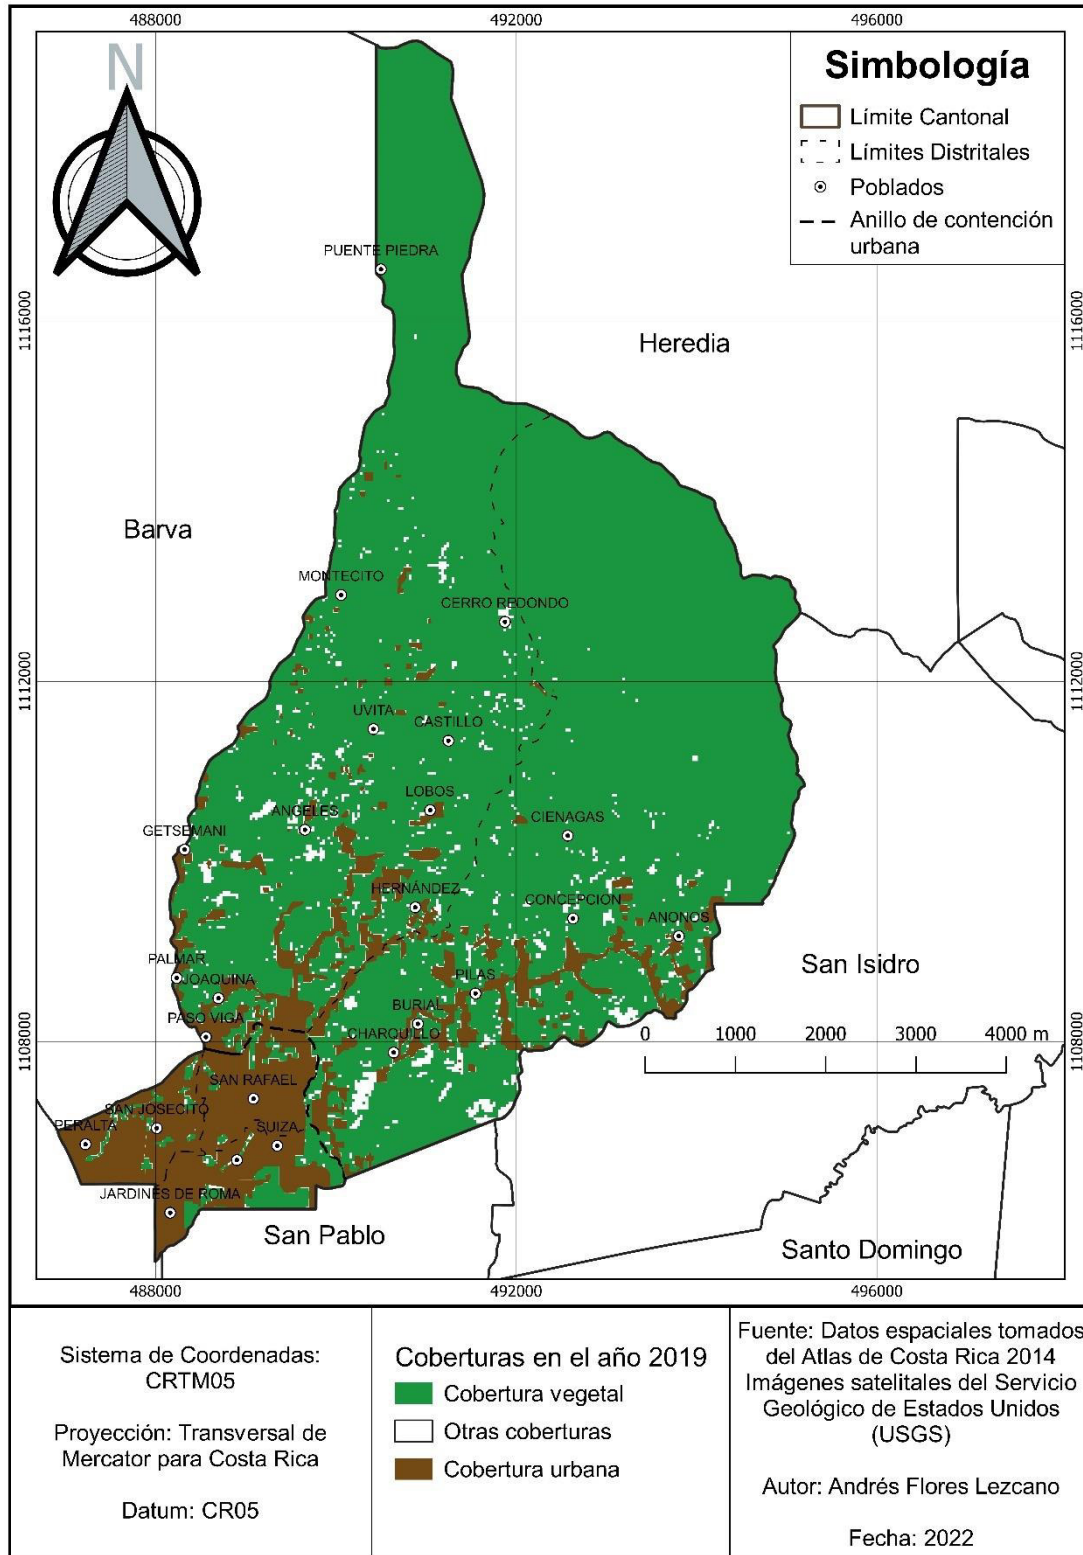 488000
492000
496000
N
Simbología
Límite Cantonal
Límites Distritales
Poblados
Anillo de contención
urbana
PUENTE PIEDRA
1116000
1116000
Heredia
Barva
MONTECITO
CERRO REDONDO
1112000
1112000
UVITA
CASTILLO
LOBOS
ANGELES
CIENAGAS
GETSEMANI
HERNÁNDEZ
CONCEPCION
ANONOS
PALMAR
San Isidro
JOAQUINA
PILAS
BURIAL
PASO VIGA
CHARQUILLO
0
1000
2000
3000
4000 m
1108000
1108000
SAN RAFAEL
SAN JOSECITO
PERALTA
SUIZA
JARDINES DE ROMA
San Pablo
Santo Domingo
488000
492000
496000
Sistema de Coordenadas:
CRTM05
Proyección: Transversal de
Mercator para Costa Rica
Datum: CR05
Coberturas en el año 2019
Cobertura vegetal
Otras coberturas
Cobertura urbana
Fuente: Datos espaciales tomados
del Atlas de Costa Rica 2014
Imágenes satelitales del Servicio
Geológico de Estados Unidos
(USGS)
Autor: Andrés Flores Lezcano
Fecha: 2022